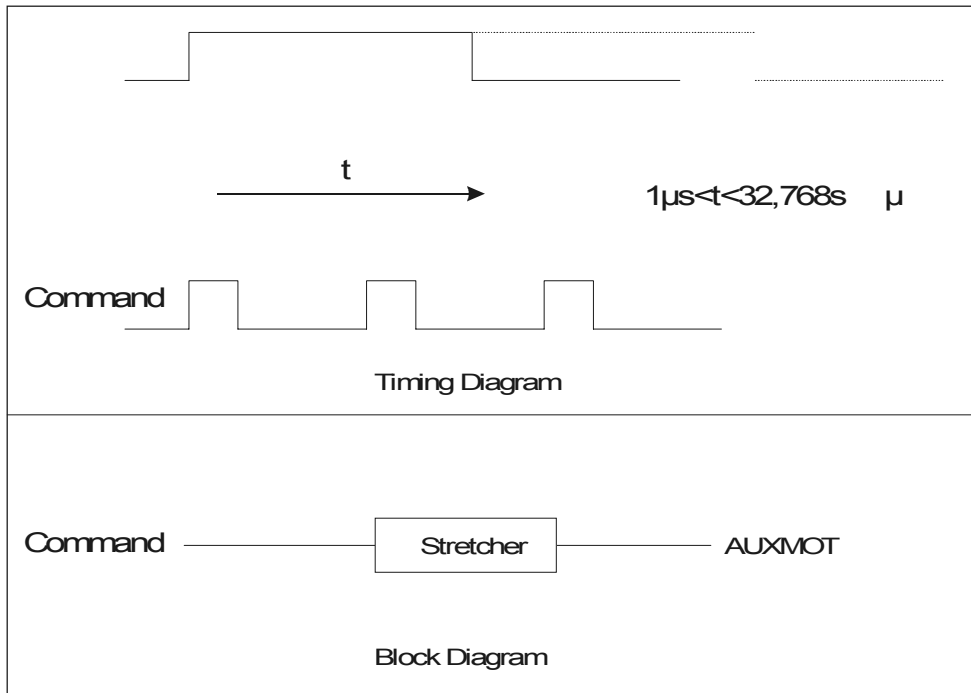 t
1µs<t<32,768s µ
Command
Timing Diagram
Command
Stretcher
AUXMOT
Block Diagram